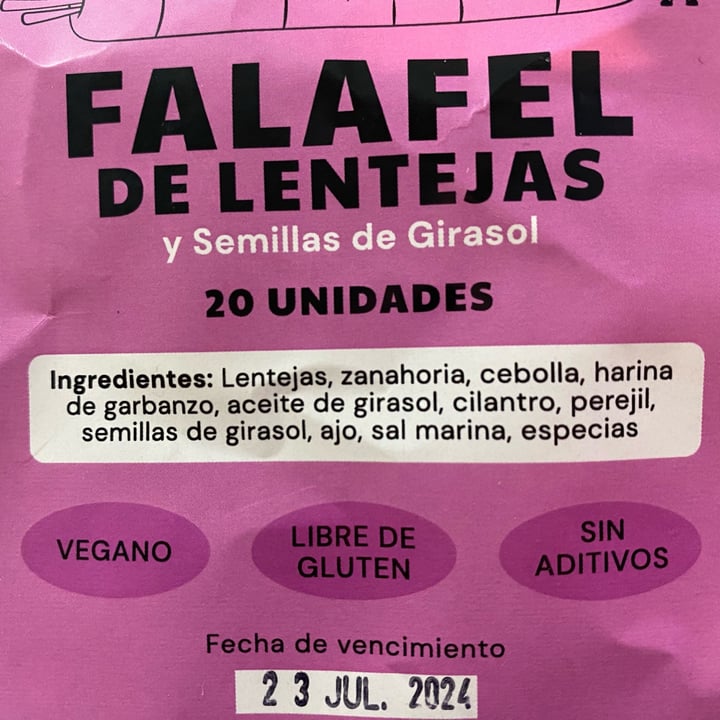 FALAFEL
DE LENTEJAS
y Semillas de Girasol
20 UNIDADES
Ingredientes: Lentejas, zanahoria, cebolla, harina
de garbanzo, aceite de girasol, cilantro, perejil,
semillas de girasol, ajo, sal marina, especias
VEGANO
LIBRE DE
GLUTEN
SIN
ADITIVOS
Fecha de vencimiento
23 JUL. 2024